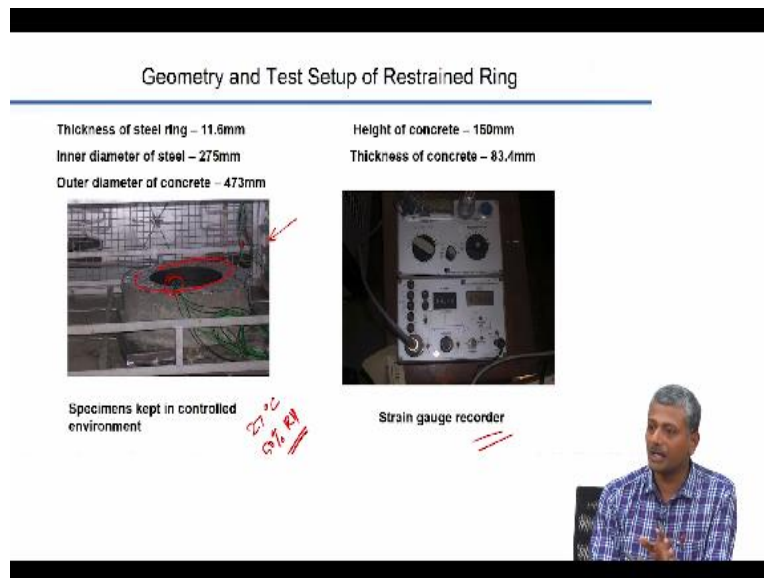 Geometry and Test Setup of Restrained Ring
Thickness of steel ring – 11.6mm
Inner diameter of steel – 275mm
Outer diameter of concrete – 473mm
Height of concrete – 150mm
Thickness of concrete – 83.4mm
Specimens kept in controlled
environment
27°C
50% RH
Strain gauge recorder